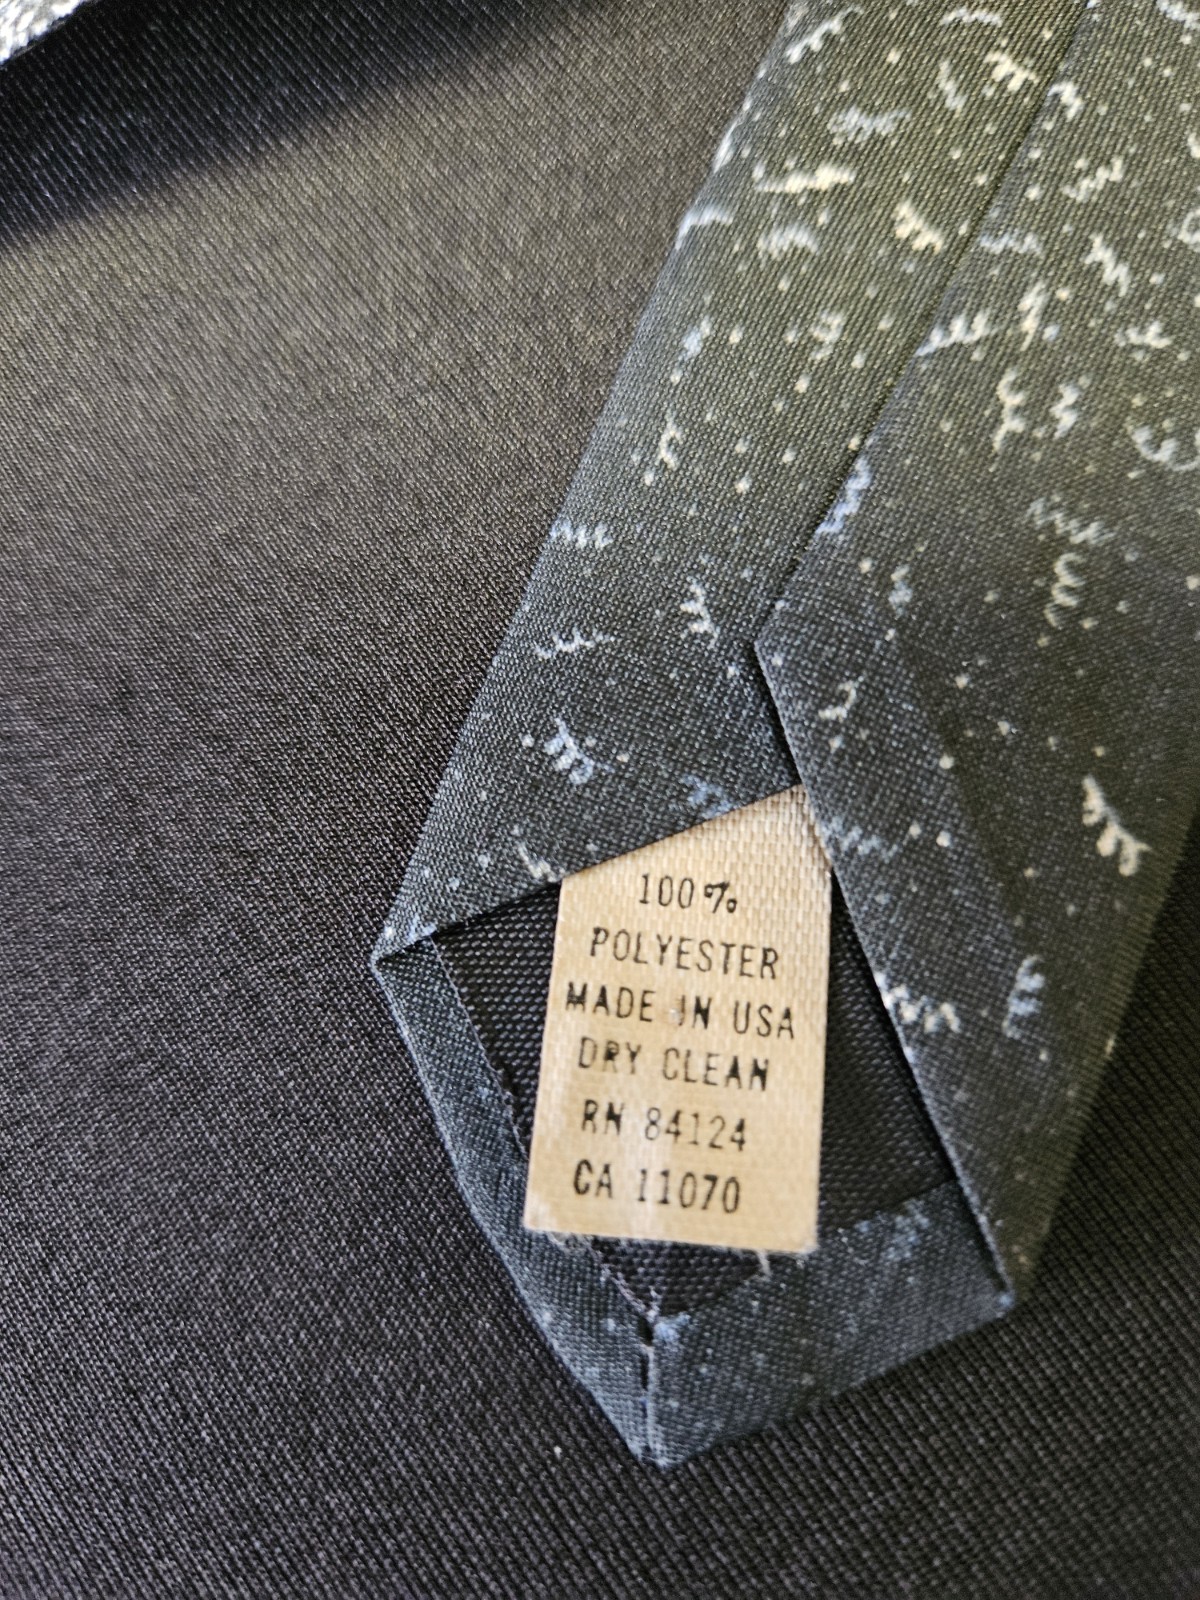 100%
POLYESTER
MADE IN USA
DRY CLEAN
RN 84124
CA 11070